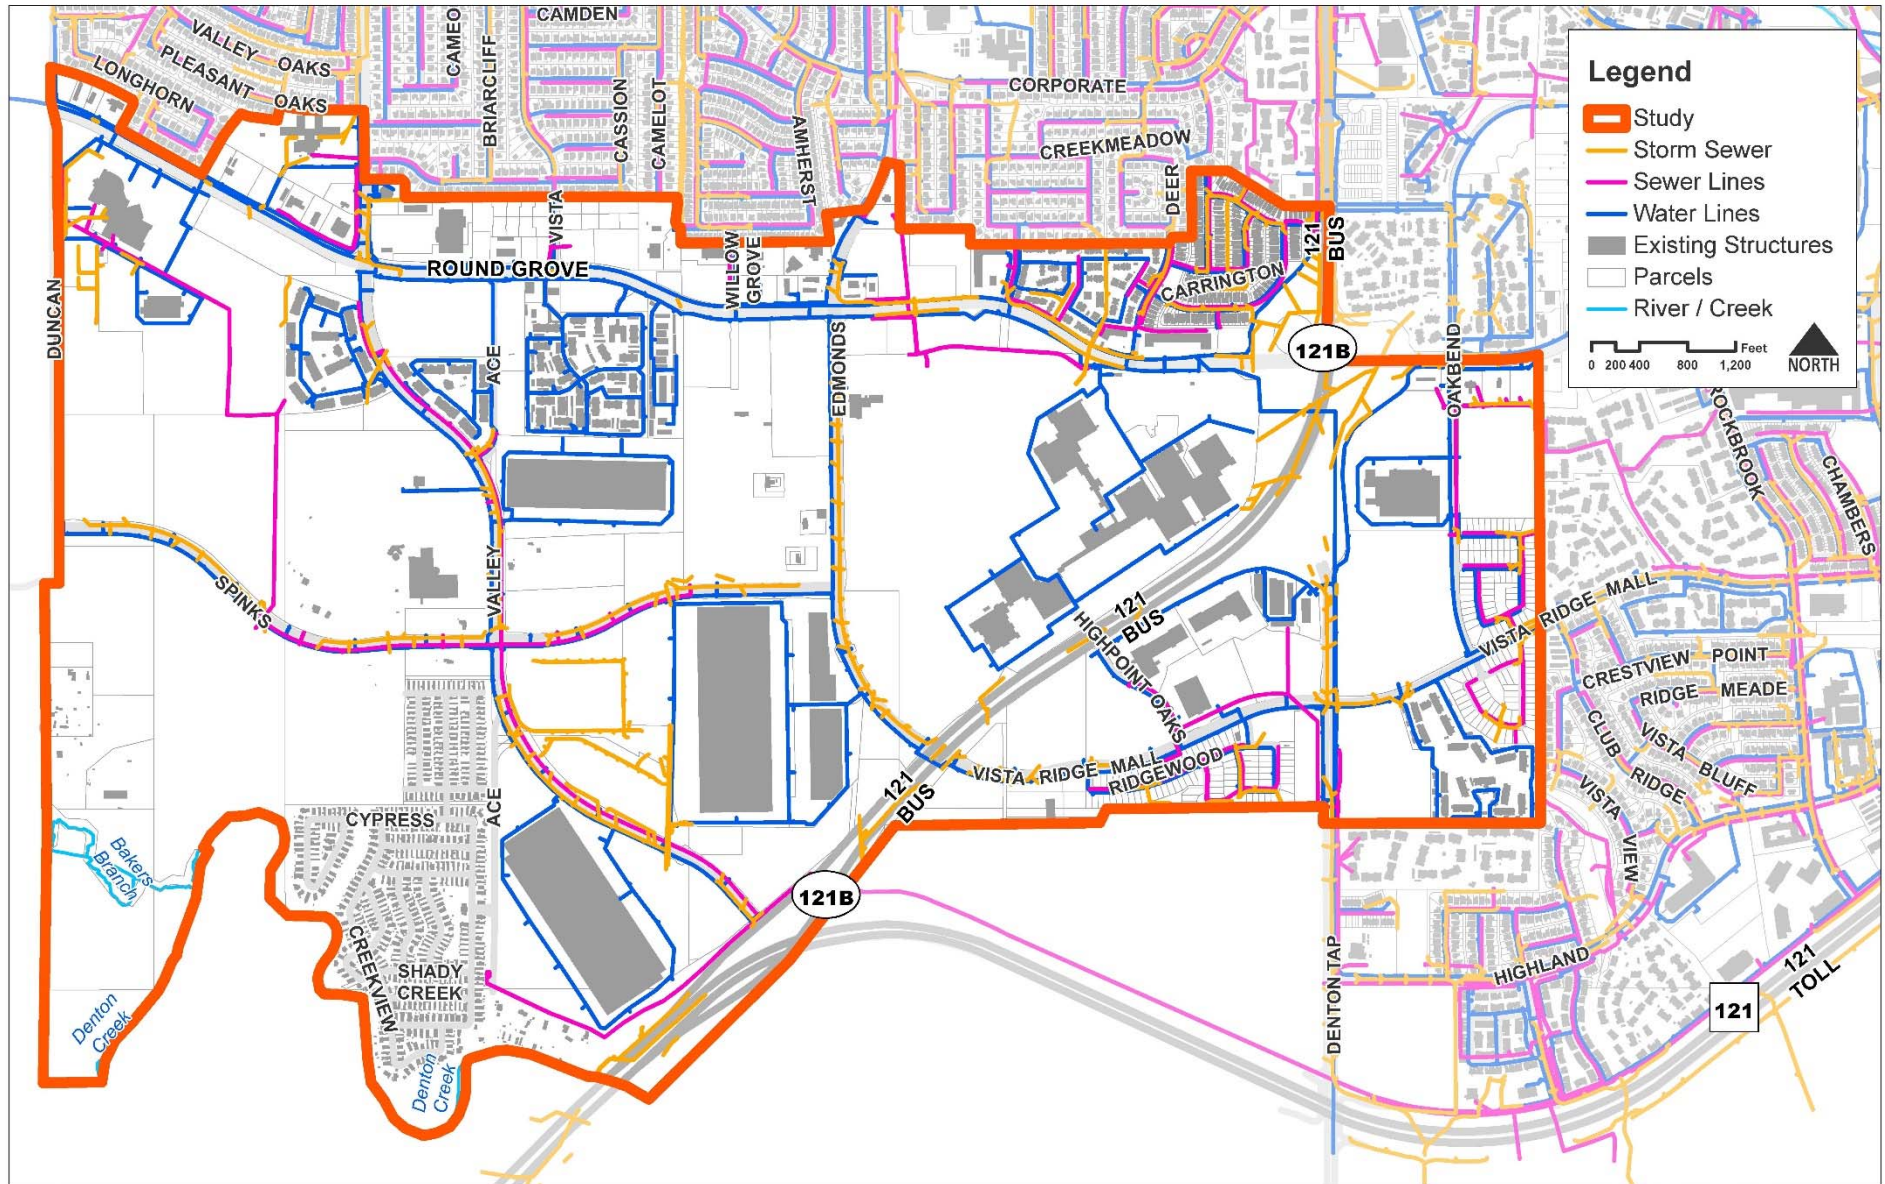 CAMDEN
VALLEY OAKS
PLEASANT OAKS
LONGHORN
CAMEO
BRIARCLIFF
CASSION
CAMELOT
AMHERST
CORPORATE
CREEKMEADOW
DEER
121
BUS
CARRINGTON
VISTA
WILLOW
GROVE
ROUND GROVE
DUNCAN
ACE
EDMONDS
121B
OAKBEND
ROCKBROOK
CHAMBERS
Legend
Study
Storm Sewer
Sewer Lines
Water Lines
Existing Structures
Parcels
River / Creek
Feet
0 200 400 800 1,200
NORTH
SPINKS
VALLEY
121
BUS
HIGHPOINT OAKS
VISTA RIDGE MALL
CRESTVIEW POINT
RIDGE MEADE
CLUB RIDGE
VISTA BLUFF
VISTA VIEW
VISTA RIDGE MALL
RIDGEWOOD
121
BUS
ACE
CYPRESS
Bakers
Branch
CREEKVIEW
SHADY
CREEK
Denton
Creek
Denton
Creek
121B
DENTON TAP
HIGHLAND
121
TOLL
121